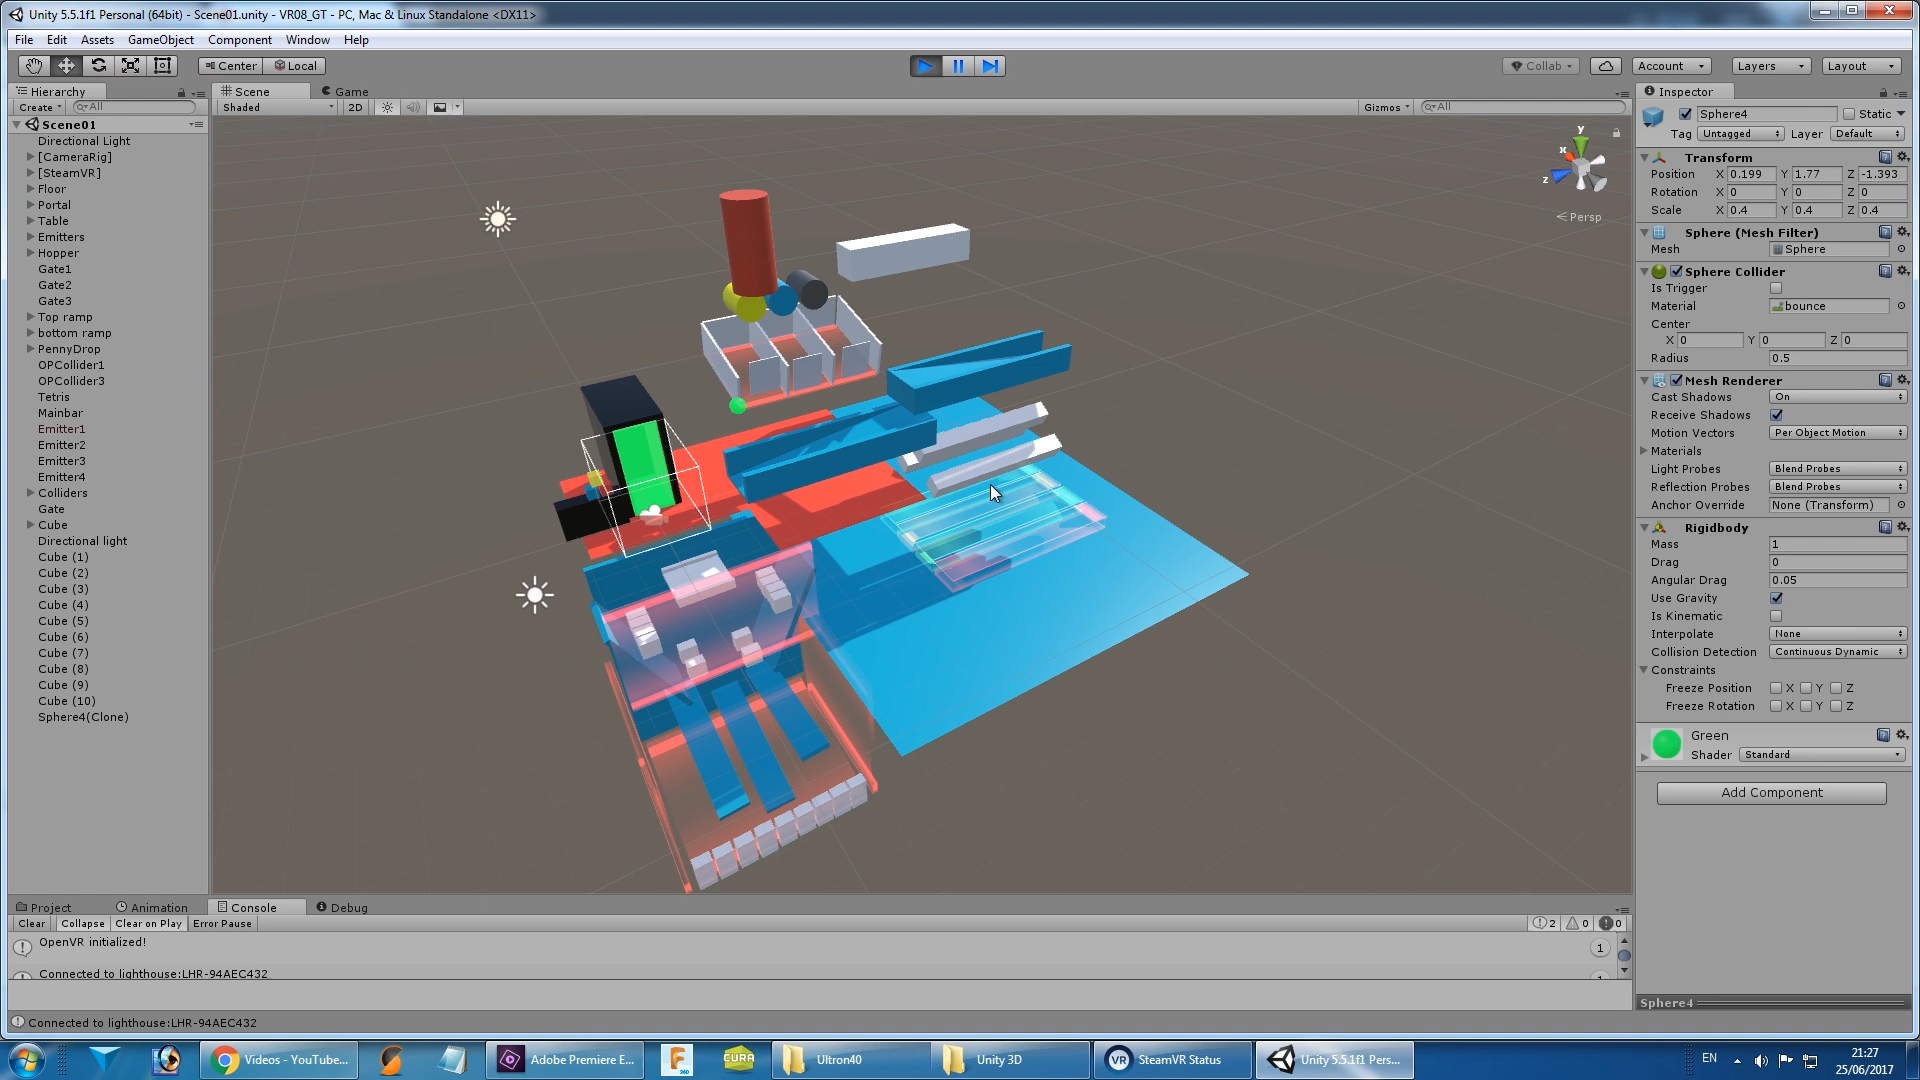 Unity 5.5.1f1 Personal (64bit) - Scene01.unity - VR08_GT - PC, Mac & Linux Standalone <DX11>
File Edit Assets GameObject Component Window Help
Center Local Collab Account Layers Layout
Hierarchy
Create All
Scene01
Directional Light
[CameraRig]
[SteamVR]
Floor
Portal
Table
Emitters
Hopper
Gate1
Gate2
Gate3
Top ramp
bottom ramp
PennyDrop
OPCollider1
OPCollider3
Tetris
Mainbar
Emitter1
Emitter2
Emitter3
Emitter4
Colliders
Gate
Cube
Directional light
Cube (1)
Cube (2)
Cube (3)
Cube (4)
Cube (5)
Cube (6)
Cube (7)
Cube (8)
Cube (9)
Cube (10)
Sphere4(Clone)
Scene Game
Shaded 2D Gizmos All
y
x
z
Persp
Inspector
Sphere4 Static
Tag Untagged Layer Default
Transform
Position X 0.199 Y 1.77 Z -1.393
Rotation X 0 Y 0 Z 0
Scale X 0.4 Y 0.4 Z 0.4
Sphere (Mesh Filter)
Mesh Sphere
Sphere Collider
Is Trigger
Material bounce
Center
X 0 Y 0 Z 0
Radius 0.5
Mesh Renderer
Cast Shadows On
Receive Shadows
Motion Vectors Per Object Motion
Materials
Light Probes Blend Probes
Reflection Probes Blend Probes
Anchor Override None (Transform)
Rigidbody
Mass 1
Drag 0
Angular Drag 0.05
Use Gravity
Is Kinematic
Interpolate None
Collision Detection Continuous Dynamic
Constraints
Freeze Position X Y Z
Freeze Rotation X Y Z
Green
Shader Standard
Add Component
Sphere4
Project Animation Console Debug
Clear Collapse Clear on Play Error Pause 2 0 0
OpenVR initialized! 1
Connected to lighthouse:LHR-94AEC432
Connected to lighthouse:LHR-94AEC432
Videos - YouTube... Adobe Premiere E... F 360 CURA Ultron40 Unity 3D VR SteamVR Status Unity 5.5.1f1 Pers... EN
21:27
25/06/2017